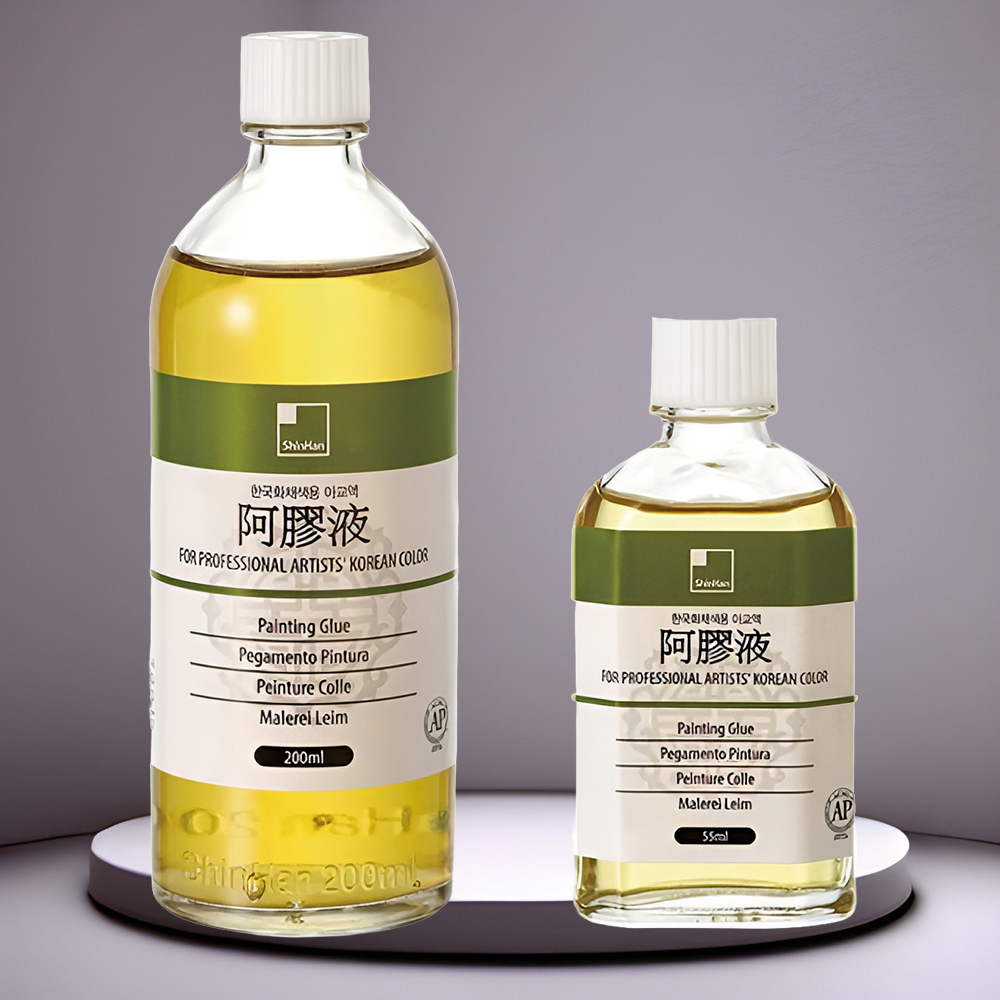 ShinHan
한국화채색용 아교액
阿膠液
FOR PROFESSIONAL ARTISTS' KOREAN COLOR
Painting Glue
Pegamento Pintura
Peinture Colle
Malerei Leim
AP
200ml
ShinHan 200ml
ShinHan
한국화채색용 아교액
阿膠液
FOR PROFESSIONAL ARTISTS' KOREAN COLOR
Painting Glue
Pegamento Pintura
Peinture Colle
Malerei Leim
AP
55ml